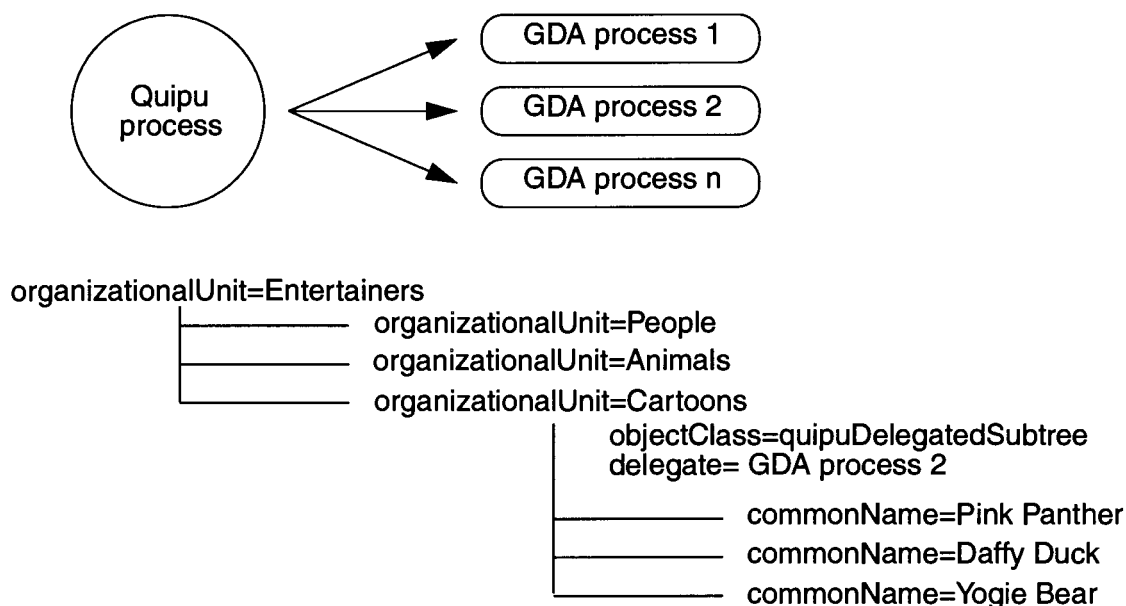 Quipu
process
GDA process 1
GDA process 2
GDA process n
organizationalUnit=Entertainers
organizationalUnit=People
organizationalUnit=Animals
organizationalUnit=Cartoons
objectClass=quipuDelegatedSubtree
delegate= GDA process 2
commonName=Pink Panther
commonName=Daffy Duck
commonName=Yogie Bear